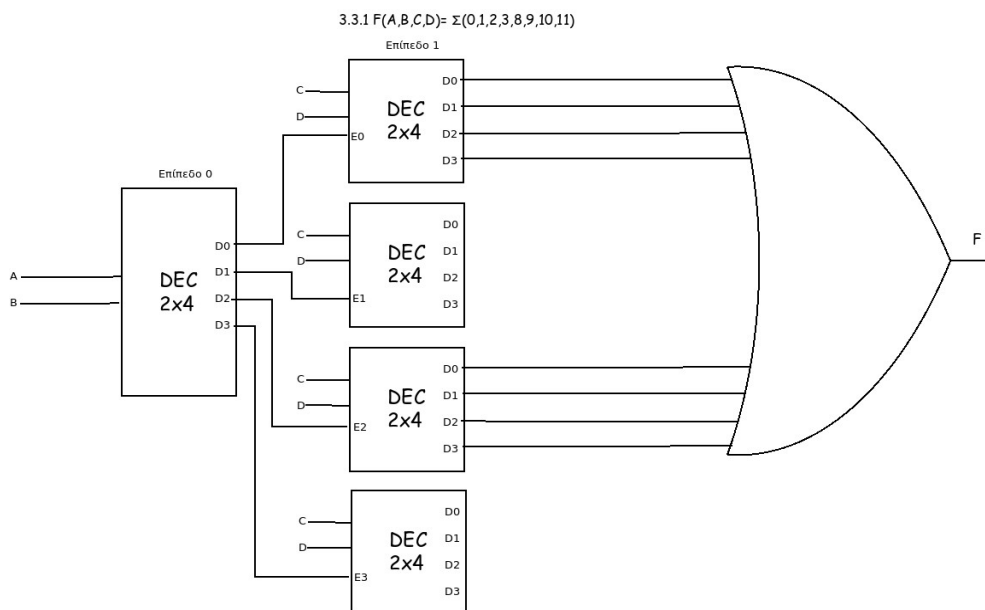 3.3.1 F(A,B,C,D)= Σ(0,1,2,3,8,9,10,11)
Επίπεδο 1
C
D
E0
DEC
2x4
D0
D1
D2
D3
Επίπεδο 0
A
B
DEC
2x4
D0
D1
D2
D3
C
D
E1
DEC
2x4
D0
D1
D2
D3
F
C
D
E2
DEC
2x4
D0
D1
D2
D3
C
D
E3
DEC
2x4
D0
D1
D2
D3